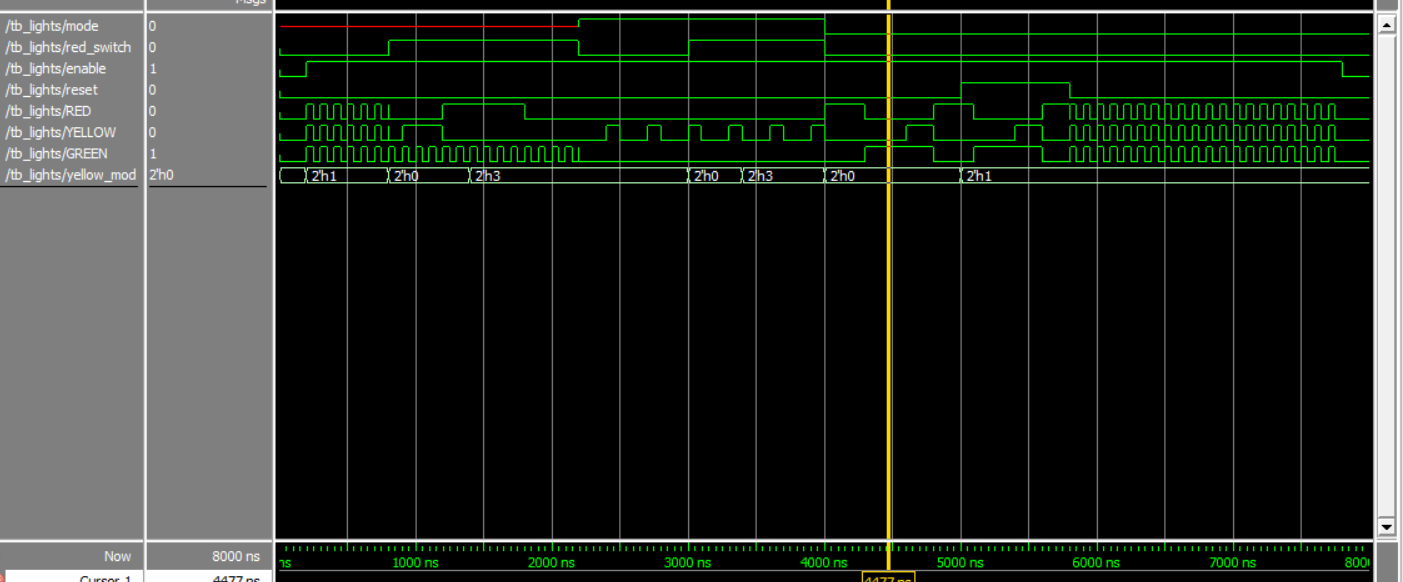 Msgs
/tb_lights/mode 0
/tb_lights/red_switch 0
/tb_lights/enable 1
/tb_lights/reset 0
/tb_lights/RED 0
/tb_lights/YELLOW 0
/tb_lights/GREEN 1
/tb_lights/yellow_mod 2'h0 2'h1 2'h0 2'h3 2'h0 2'h3 2'h0 2'h1
Now 8000 ns ns 1000 ns 2000 ns 3000 ns 4000 ns 5000 ns 6000 ns 7000 ns 800
Cursor 1 4477 ns 4477 ns